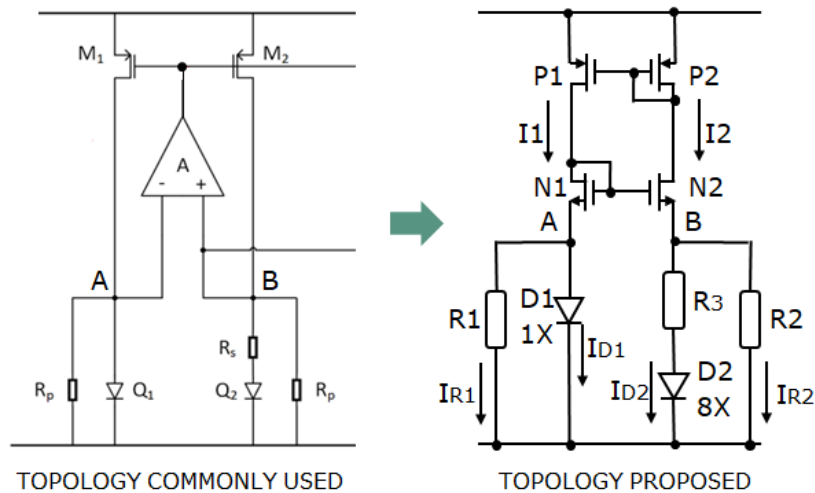 M1
M2
A
-
+
A
B
Rp
Q1
Rs
Q2
Rp
TOPOLOGY COMMONLY USED
P1
P2
I1
I2
N1
N2
A
B
R1
D1
1X
ID1
IR1
R3
R2
D2
8X
ID2
IR2
TOPOLOGY PROPOSED